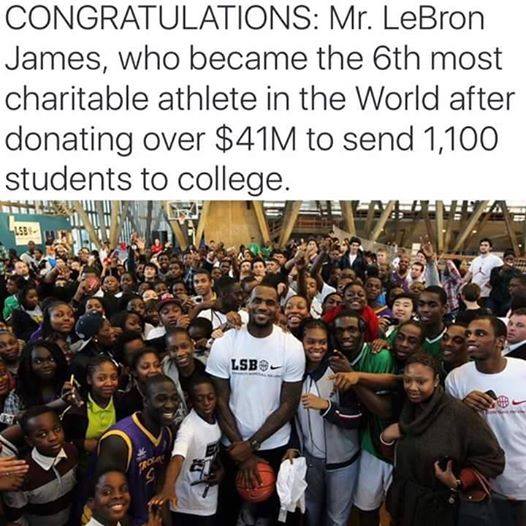 CONGRATULATIONS: Mr. LeBron
James, who became the 6th most
charitable athlete in the World after
donating over $41M to send 1,100
students to college.
LSB
LSB